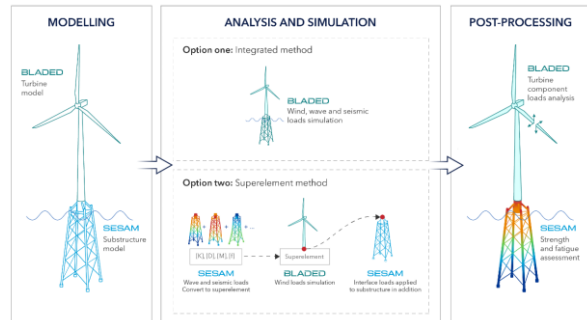 MODELLING
BLADED
Turbine
model
SESAM
Substructure
model
ANALYSIS AND SIMULATION
Option one: Integrated method
BLADED
Wind, wave and seismic
loads simulation
Option two: Superelement method
[K], [D], [M], [f]
SESAM
Wave and seismic loads
Convert to superelement
Superelement
BLADED
Wind loads simulation
SESAM
Interface loads applied
to substructure in addition
POST-PROCESSING
BLADED
Turbine
component
loads analysis
SESAM
Strength
and fatigue
assessment